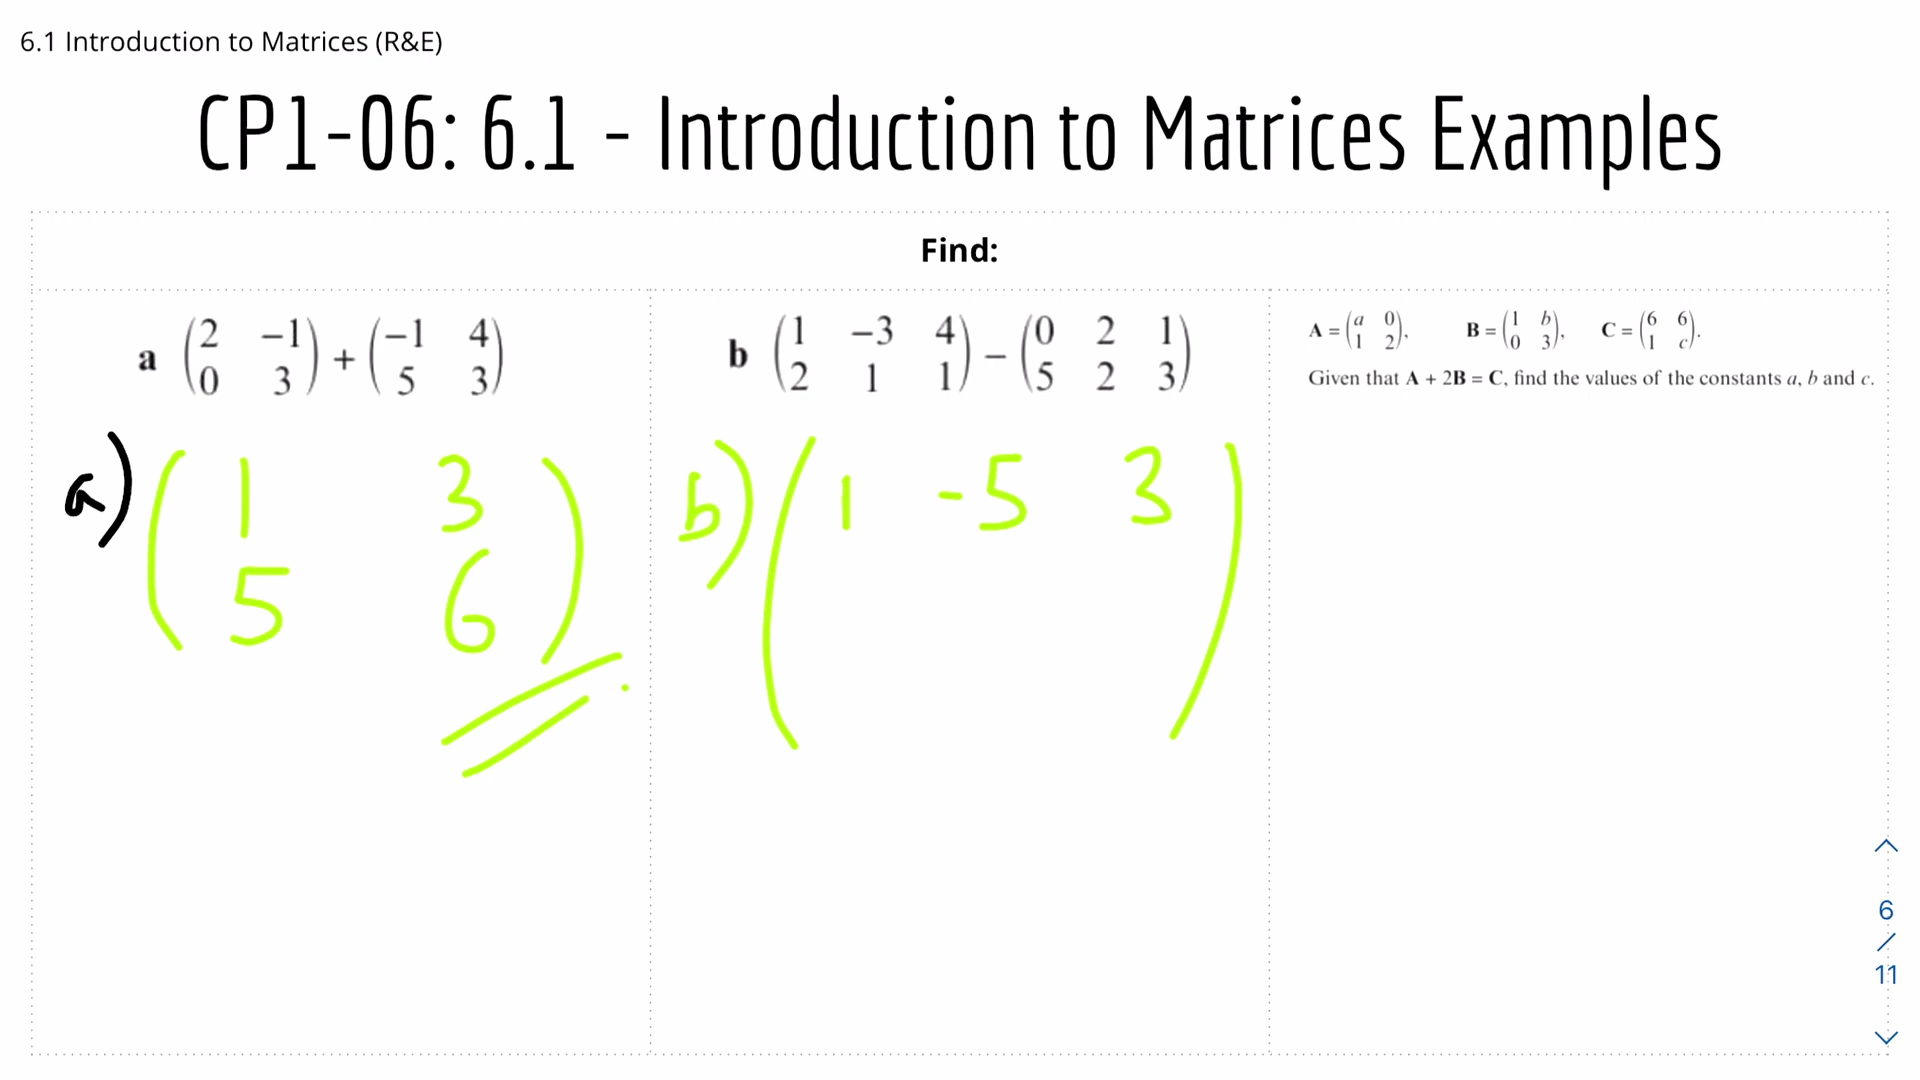 6.1 Introduction to Matrices (R&E)
CP1-06: 6.1 - Introduction to Matrices Examples
Find:
a (2 -1) + (-1 4)
(0 3) (5 3)
b (1 -3 4) - (0 2 1)
(2 1 1) (5 2 3)
A = (a 0), B = (1 b), C = (6 6).
(1 2) (0 3) (1 c)
Given that A + 2B = C, find the values of the constants a, b and c.
a) (1 3)
(5 6)
b) (1 -5 3)
6
/
11